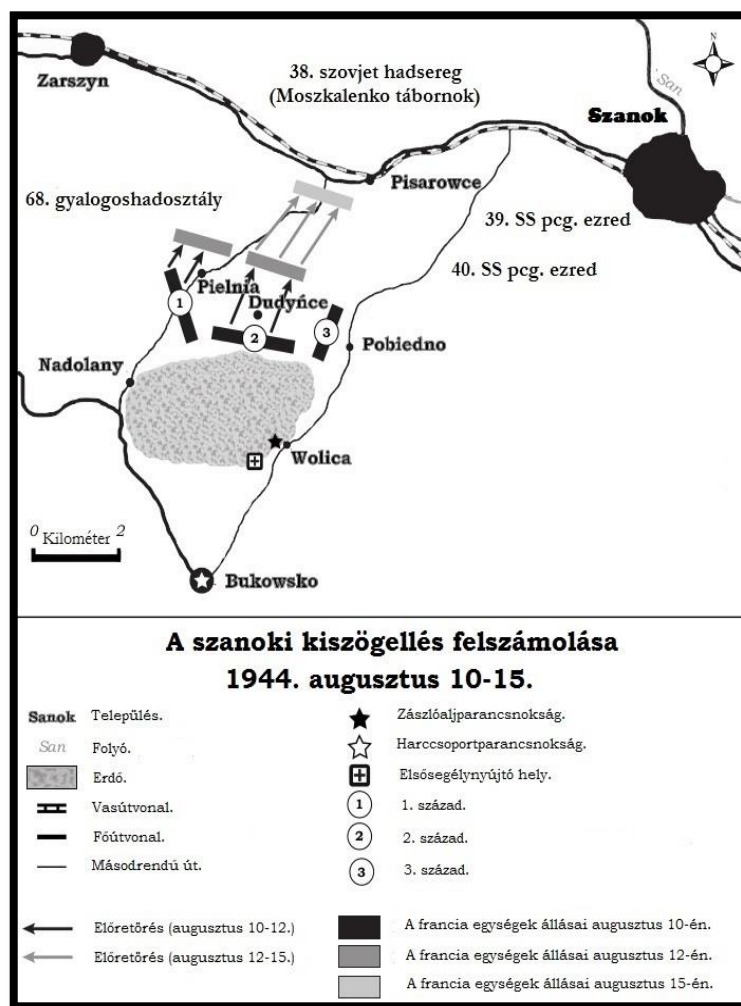 N
Zarszyn
38. szovjet hadsereg
(Moszkalenko tábornok)
San
Szanok
Pisarowce
68. gyalogoshadosztály
39. SS pcg. ezred
40. SS pcg. ezred
Pielnia
Dudyńce
1
2
3
Pobiedno
Nadolany
Wolica
0 Kilométer 2
Bukowsko
A szanoki kiszögellés felszámolása
1944. augusztus 10-15.
Sanok Település.
San Folyó.
Erdő.
Vasútvonal.
Főútvonal.
Másodrendű út.
Zászlóaljparancsnokság.
Harccsoportparancsnokság.
Elsősegélynyújtó hely.
1 1. század.
2 2. század.
3 3. század.
Előretörés (augusztus 10-12.)
Előretörés (augusztus 12-15.)
A francia egységek állásai augusztus 10-én.
A francia egységek állásai augusztus 12-én.
A francia egységek állásai augusztus 15-én.